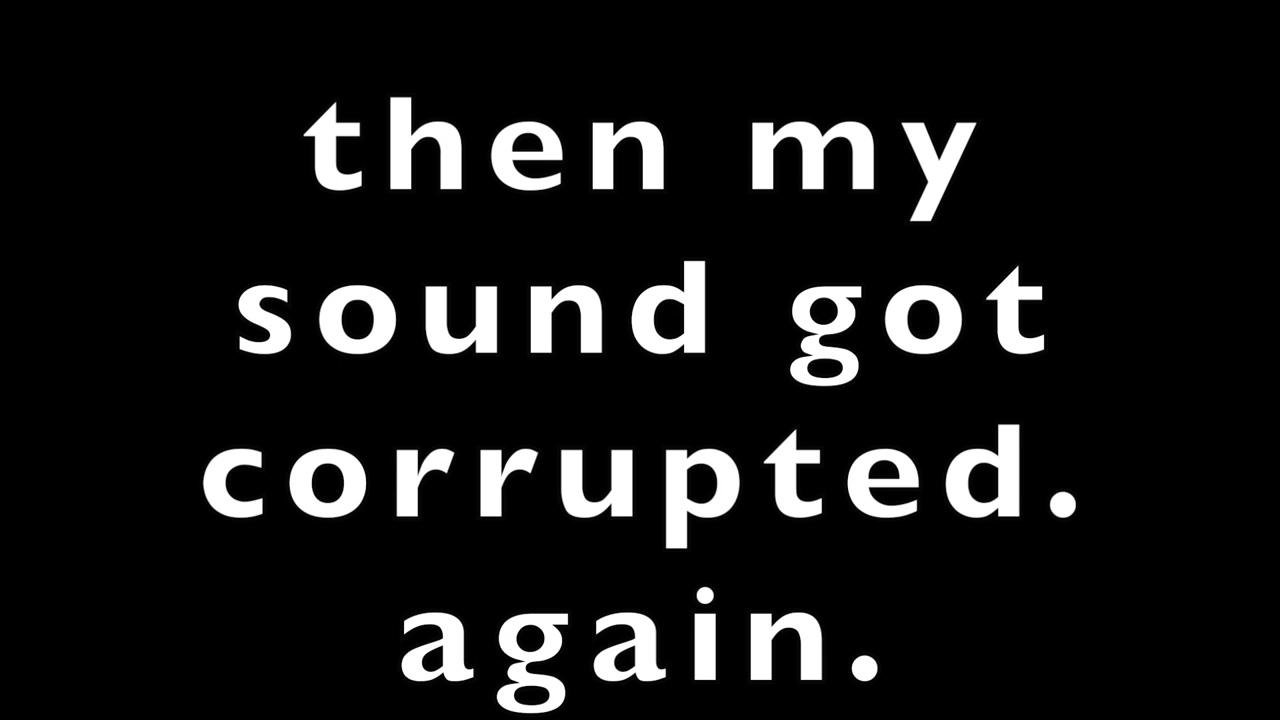 then my
sound got
corrupted.
again.